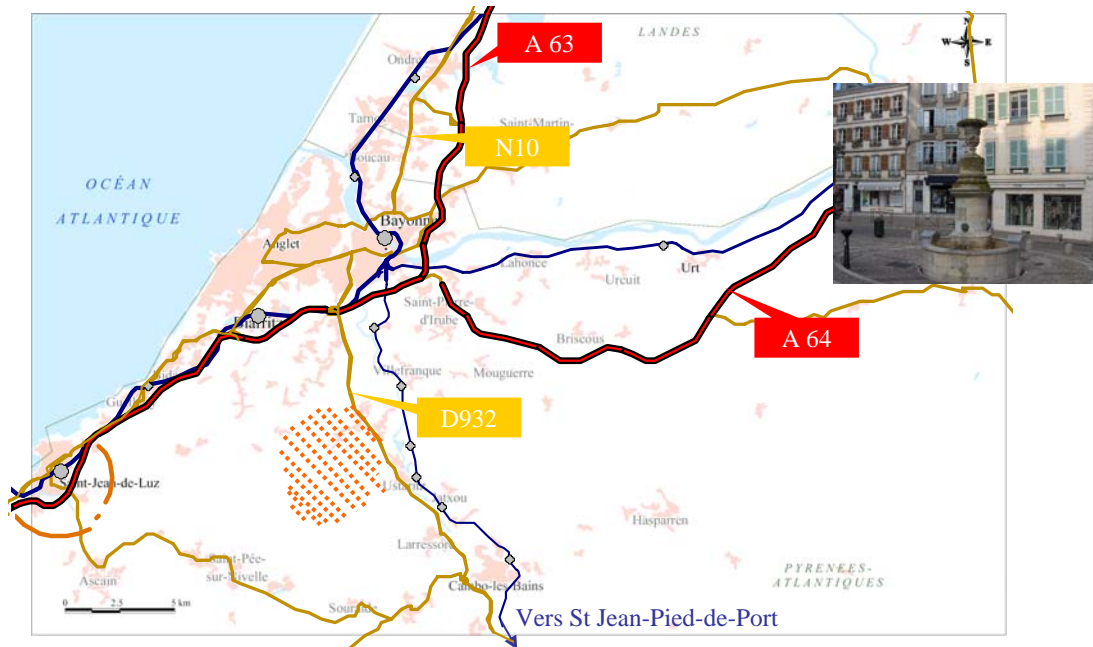 LANDES
N
W E
S
A 63
Ondres
Tarnos
Saint-Martin-
N10
Boucau
OCÉAN
ATLANTIQUE
Bayonne
Anglet
Lahonce
Urt
Urcuit
Saint-Pierre-
d'Irube
Biarritz
Briscous
A 64
Villefranque
Mouguerre
D932
Saint-Jean-de-Luz
Ustaritz
Jatxou
Hasparren
Larressore
Saint-Pée-
sur-Nivelle
Ascain
PYRENEES-
ATLANTIQUES
Cambo-les-Bains
0 2.5 5 km
Souraide
Vers St Jean-Pied-de-Port